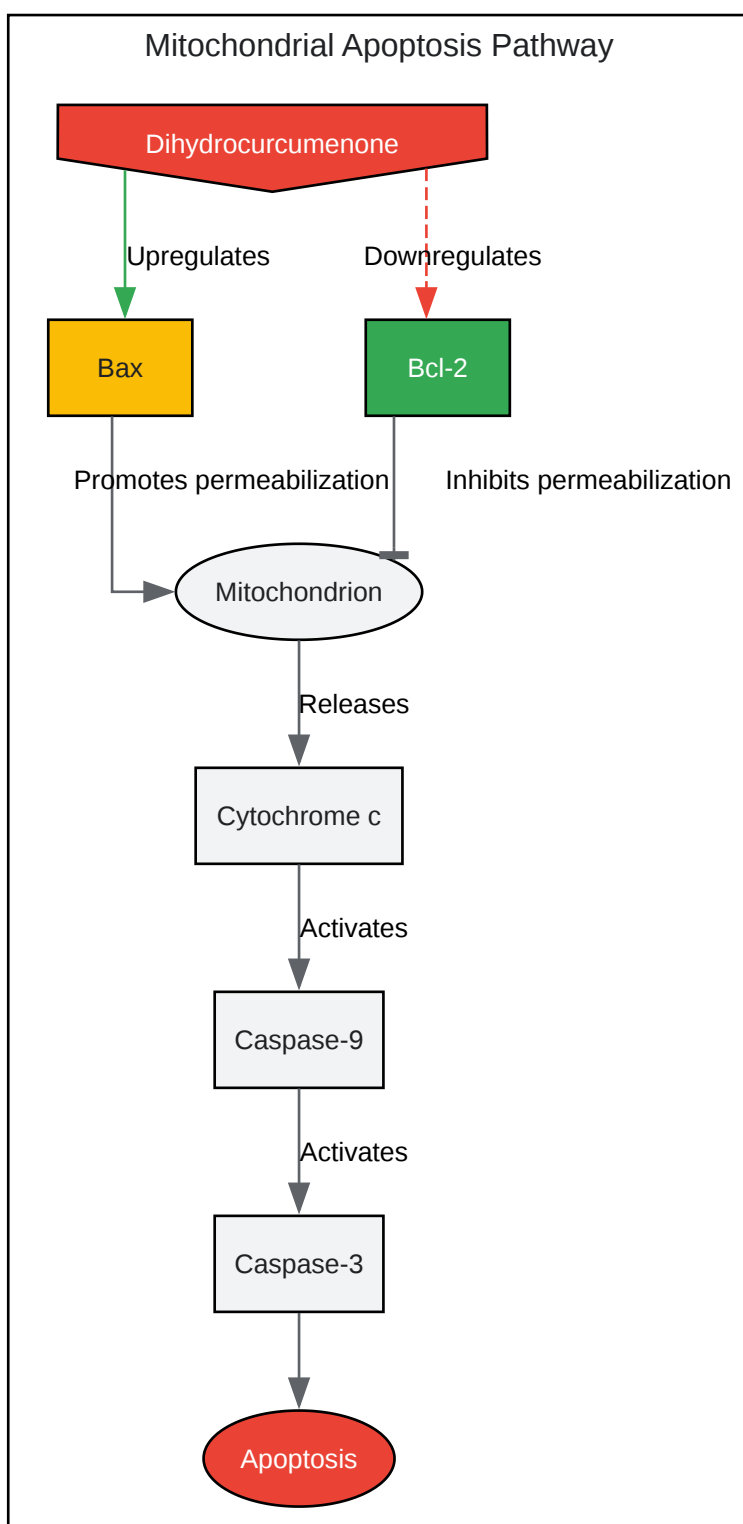 Mitochondrial Apoptosis Pathway
Dihydrocurcumenone
Upregulates
Downregulates
Bax
Bcl-2
Promotes permeabilization
Inhibits permeabilization
Mitochondrion
Releases
Cytochrome c
Activates
Caspase-9
Activates
Caspase-3
Apoptosis